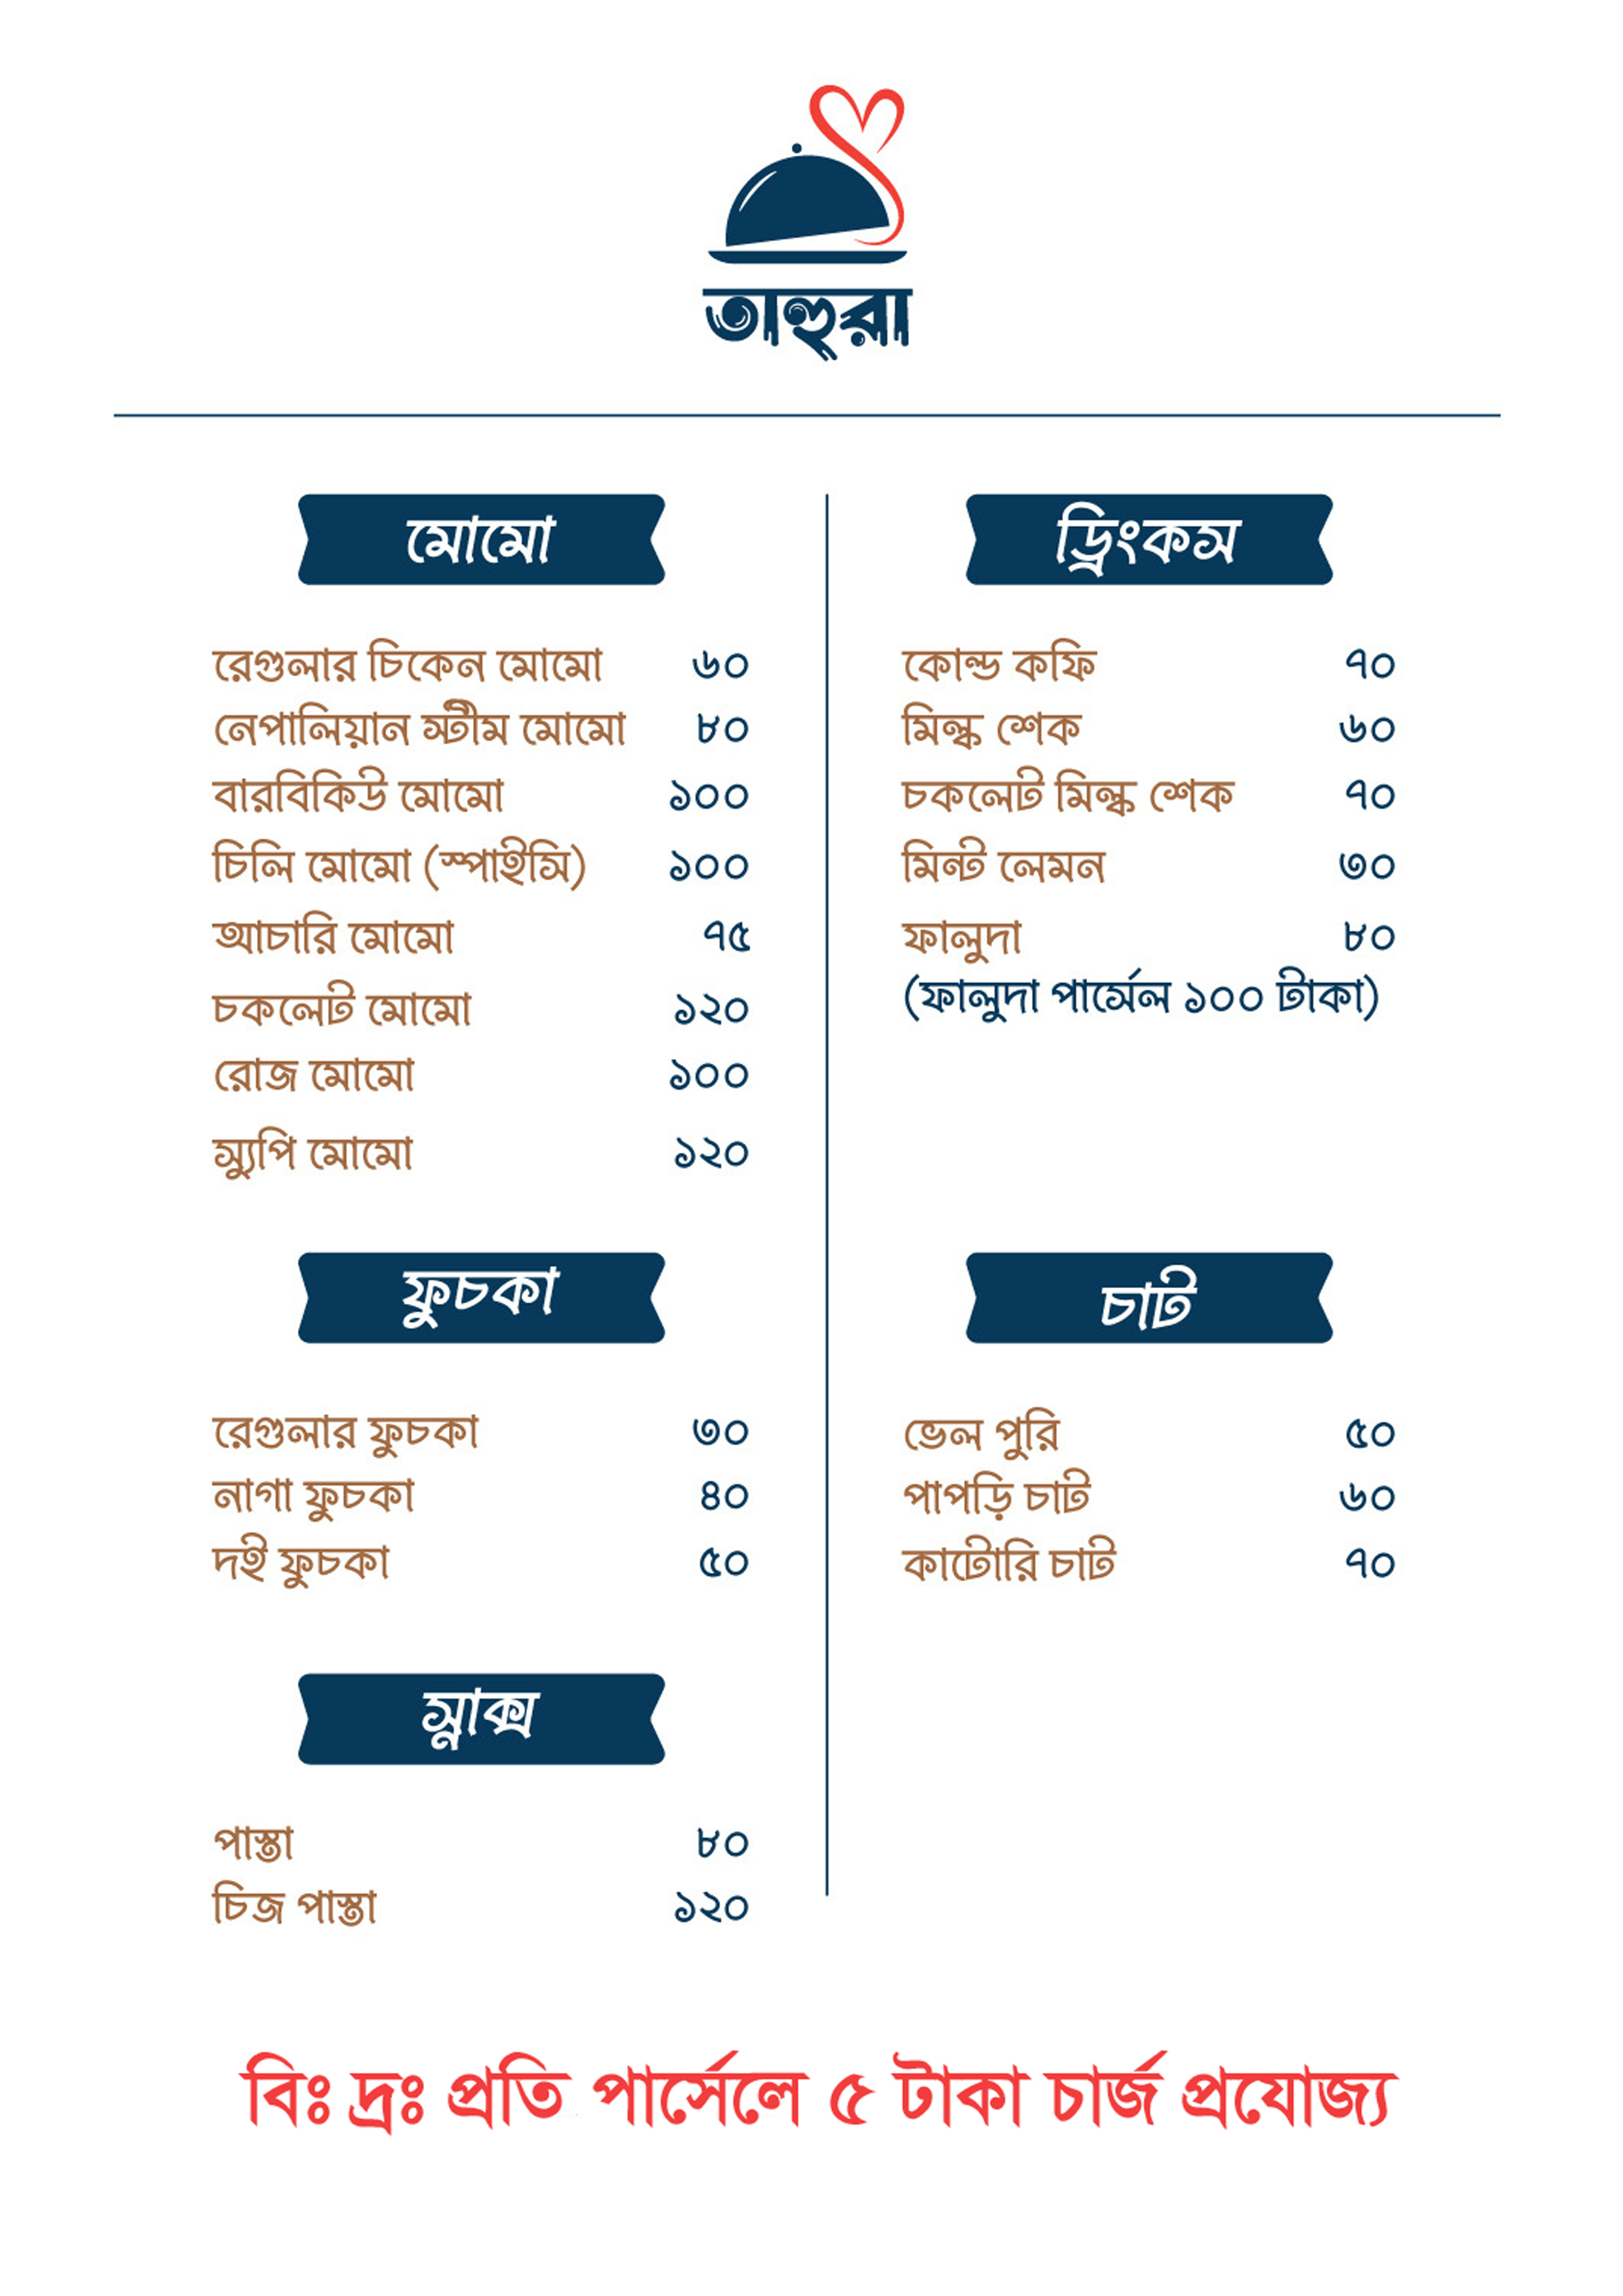 তাহুরা
মোমো
রেগুলার চিকেন মোমো ৬০
নেপালিয়ান স্টীম মোমো ৮০
বারবিকিউ মোমো ১০০
চিলি মোমো (স্পাইসি) ১০০
আচারি মোমো ৭৫
চকলেট মোমো ১২০
রোজ মোমো ১০০
স্যুপি মোমো ১২০
ফুচকা
রেগুলার ফুচকা ৩০
নাগা ফুচকা ৪০
দই ফুচকা ৫০
স্নাক্স
পাস্তা ৮০
চিজ পাস্তা ১২০
ড্রিংকস
কোল্ড কফি ৭০
মিল্ক শেক ৬০
চকলেট মিল্ক শেক ৭০
মিন্ট লেমন ৩০
ফালুদা ৮০
(ফালুদা পার্সেল ১০০ টাকা)
চাট
ভেল পুরি ৫০
পাপড়ি চাট ৬০
কাটোরি চাট ৭০
বিঃ দ্রঃ প্রতি পার্সেলে ৫ টাকা চার্জ প্রযোজ্য